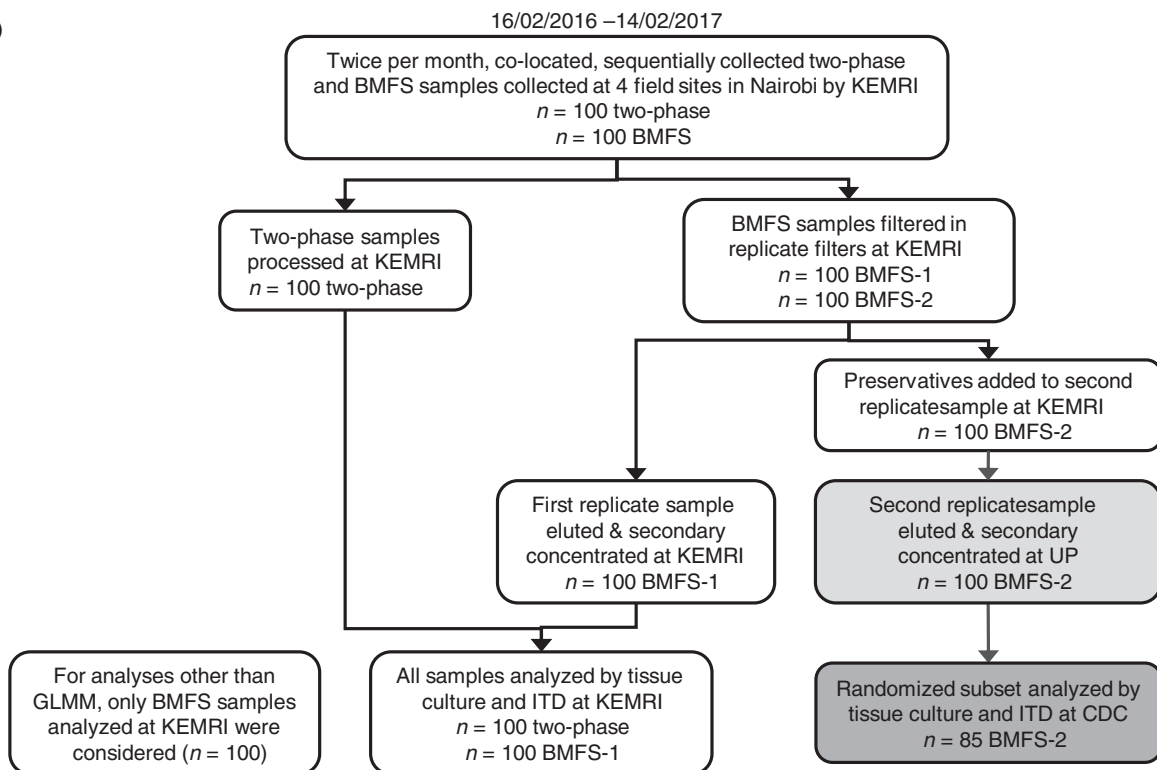 )
16/02/2016 –14/02/2017
Twice per month, co-located, sequentially collected two-phase
and BMFS samples collected at 4 field sites in Nairobi by KEMRI
n = 100 two-phase
n = 100 BMFS
Two-phase samples
processed at KEMRI
n = 100 two-phase
BMFS samples filtered in
replicate filters at KEMRI
n = 100 BMFS-1
n = 100 BMFS-2
Preservatives added to second
replicatesample at KEMRI
n = 100 BMFS-2
First replicate sample
eluted & secondary
concentrated at KEMRI
n = 100 BMFS-1
Second replicatesample
eluted & secondary
concentrated at UP
n = 100 BMFS-2
For analyses other than
GLMM, only BMFS samples
analyzed at KEMRI were
considered (n = 100)
All samples analyzed by tissue
culture and ITD at KEMRI
n = 100 two-phase
n = 100 BMFS-1
Randomized subset analyzed by
tissue culture and ITD at CDC
n = 85 BMFS-2